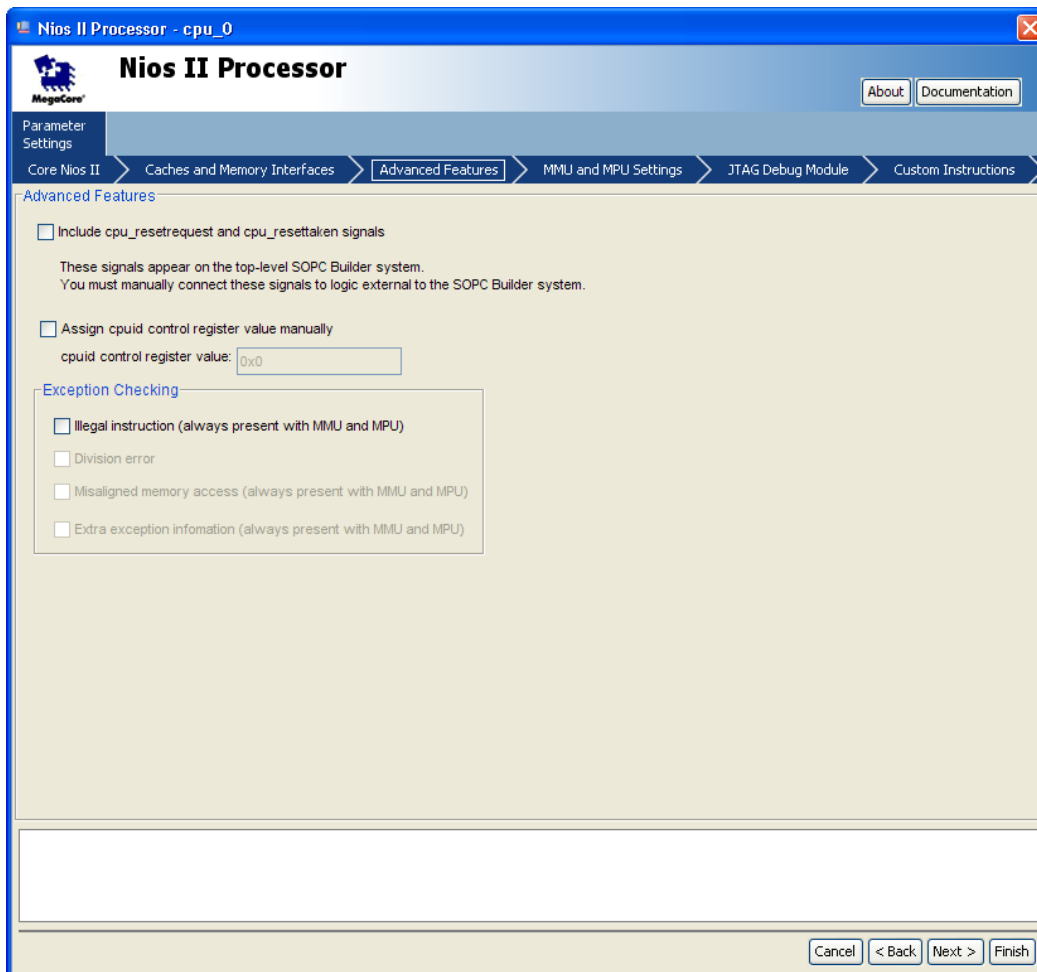 Nios II Processor - cpu_0
MegaCore®
Nios II Processor
About
Documentation
Parameter
Settings
Core Nios II
Caches and Memory Interfaces
Advanced Features
MMU and MPU Settings
JTAG Debug Module
Custom Instructions
Advanced Features
Include cpu_resetrequest and cpu_resettaken signals
These signals appear on the top-level SOPC Builder system.
You must manually connect these signals to logic external to the SOPC Builder system.
Assign cpuid control register value manually
cpuid control register value: 0x0
Exception Checking
Illegal instruction (always present with MMU and MPU)
Division error
Misaligned memory access (always present with MMU and MPU)
Extra exception infomation (always present with MMU and MPU)
Cancel
< Back
Next >
Finish